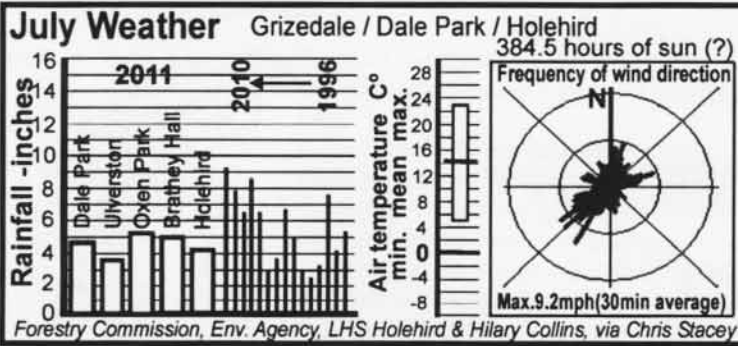 July Weather
Grizedale / Dale Park / Holehird
384.5 hours of sun (?)
Rainfall -inches
16
14
12
10
8
6
4
2
0
2011
2010
1996
Dale Park
Ulverston
Oxen Park
Brathey Hall
Holehird
Air temperature C°
min. mean max.
28
24
20
16
12
8
4
0
-4
-8
Frequency of wind direction
N
Max.9.2mph(30min average)
Forestry Commission, Env. Agency, LHS Holehird & Hilary Collins, via Chris Stacey